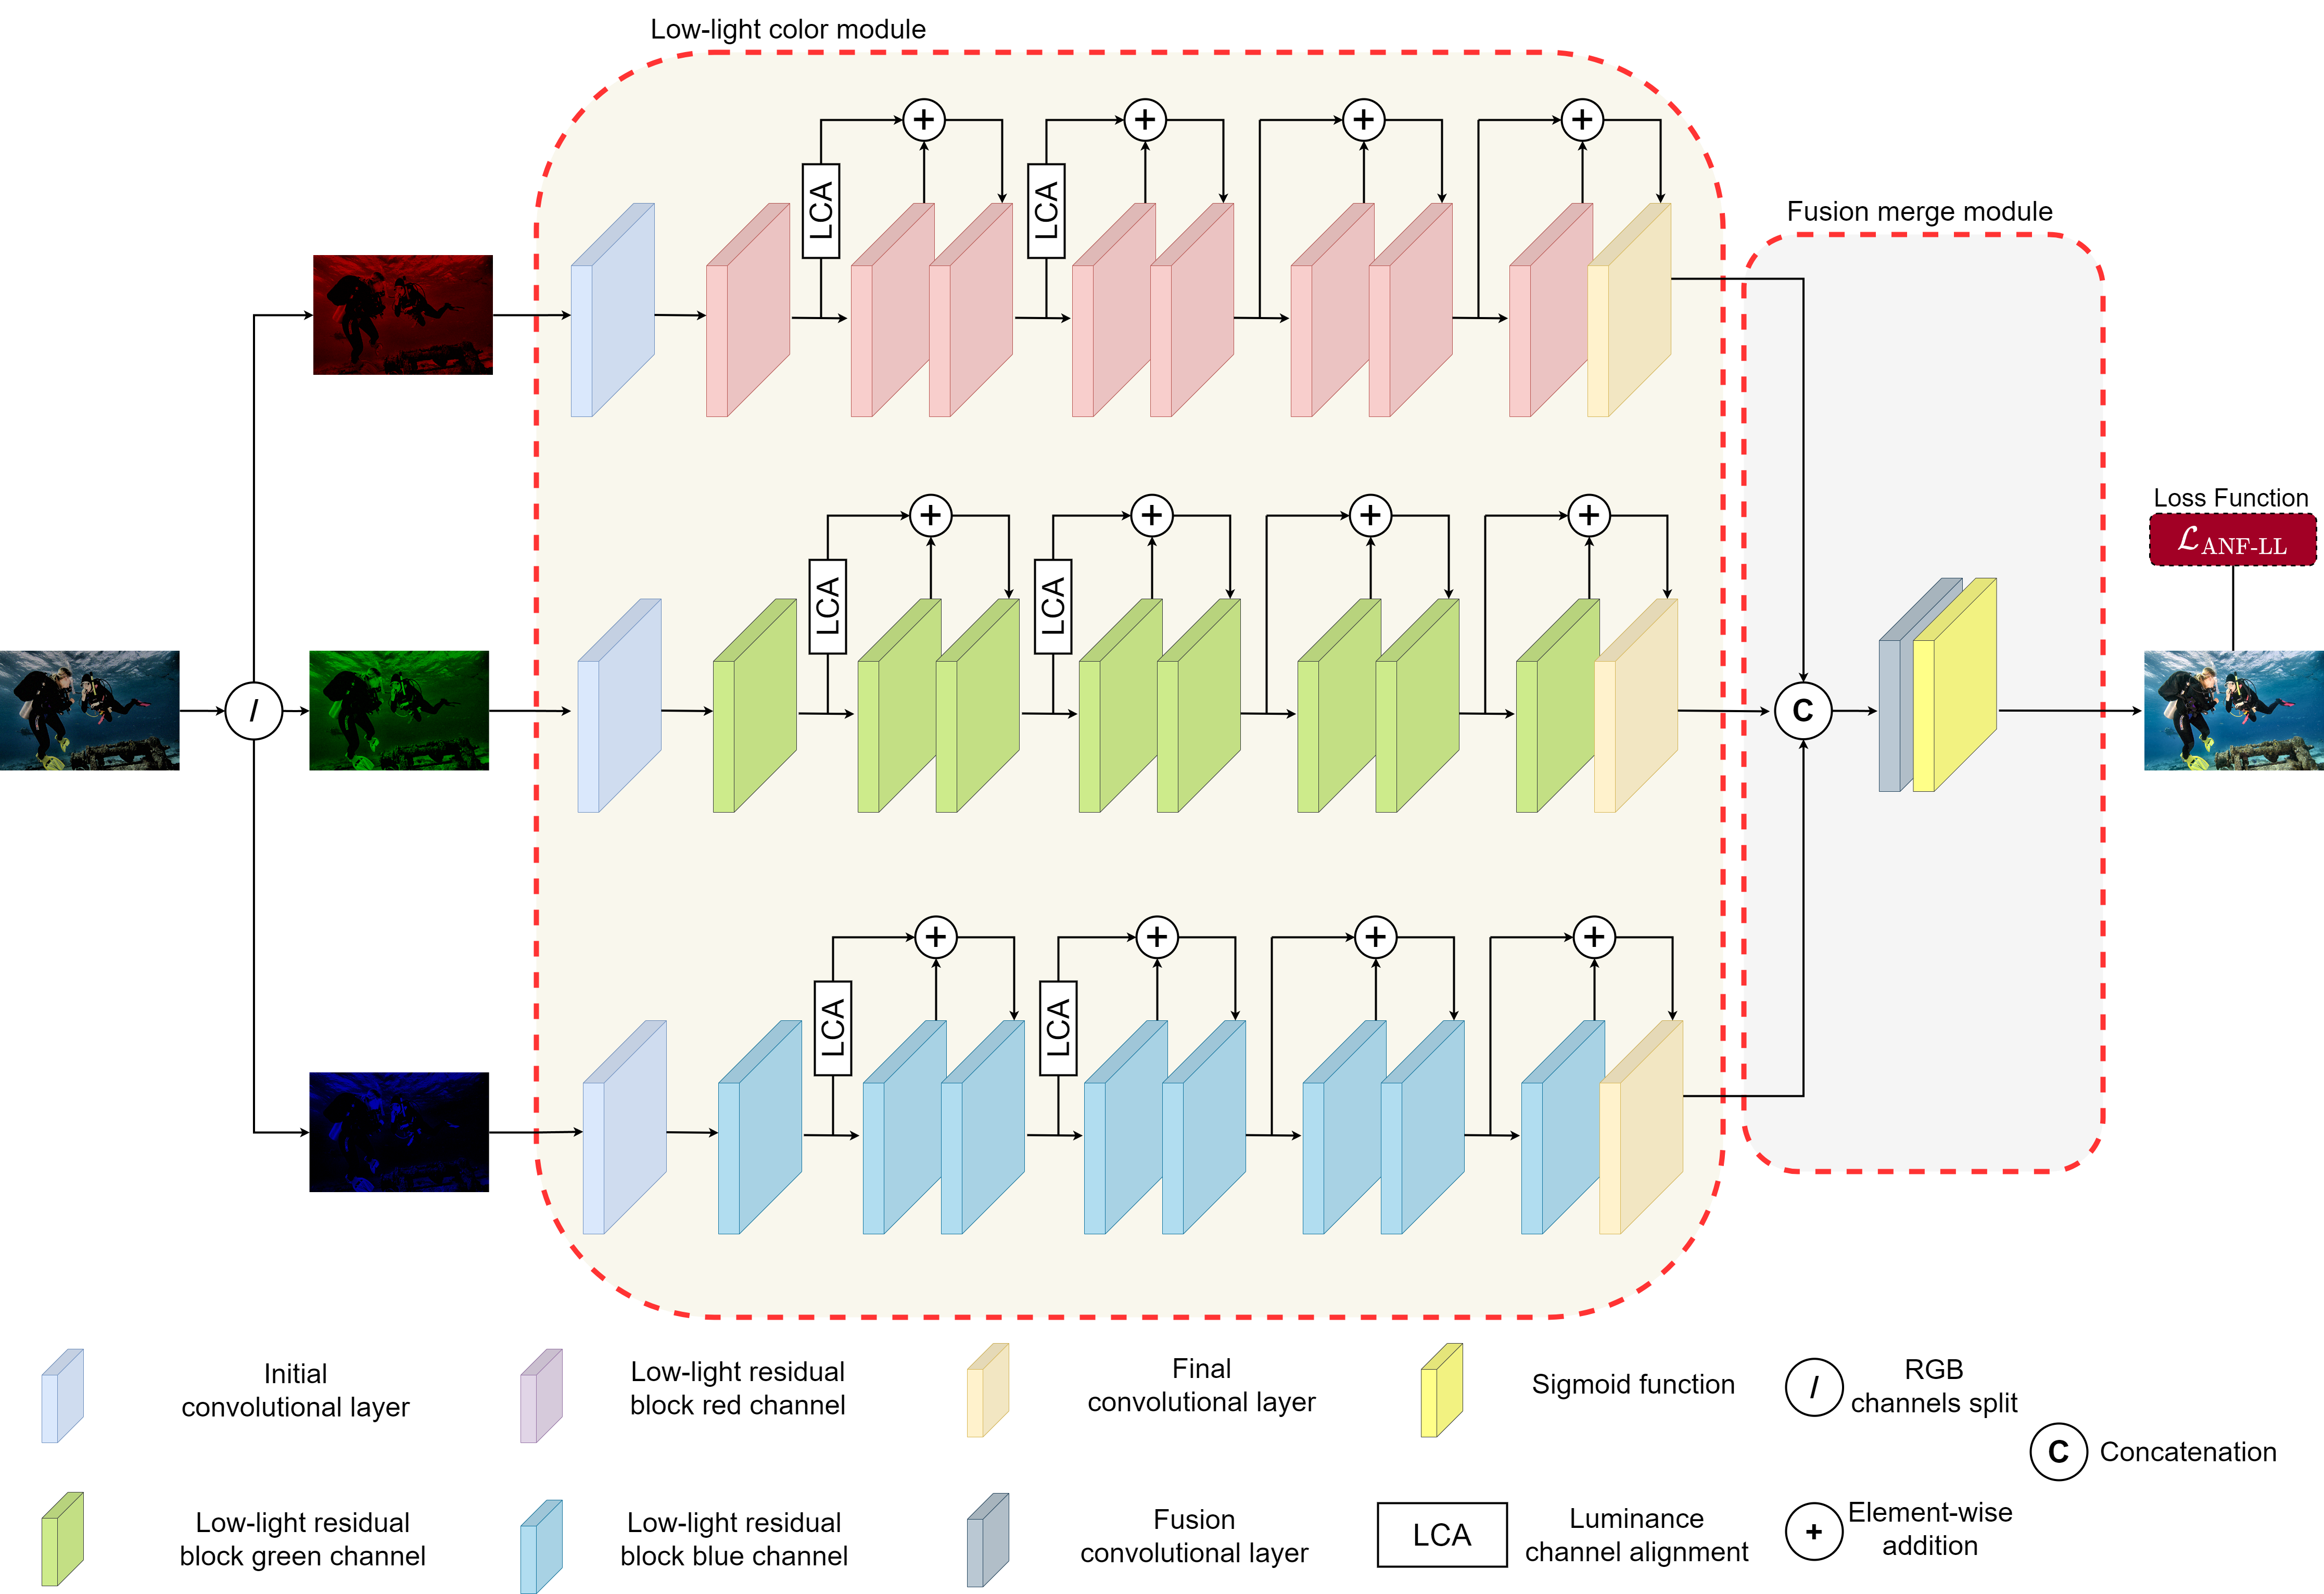 Low-light color module
+ + + +
LCA LCA
Fusion merge module
+ + + +
LCA LCA
Loss Function
ℒ ANF-LL
/
C
+ + + +
LCA LCA
Initial
convolutional layer
Low-light residual
block red channel
Final
convolutional layer
Sigmoid function
/
RGB
channels split
C
Concatenation
Low-light residual
block green channel
Low-light residual
block blue channel
Fusion
convolutional layer
LCA
Luminance
channel alignment
+
Element-wise
addition